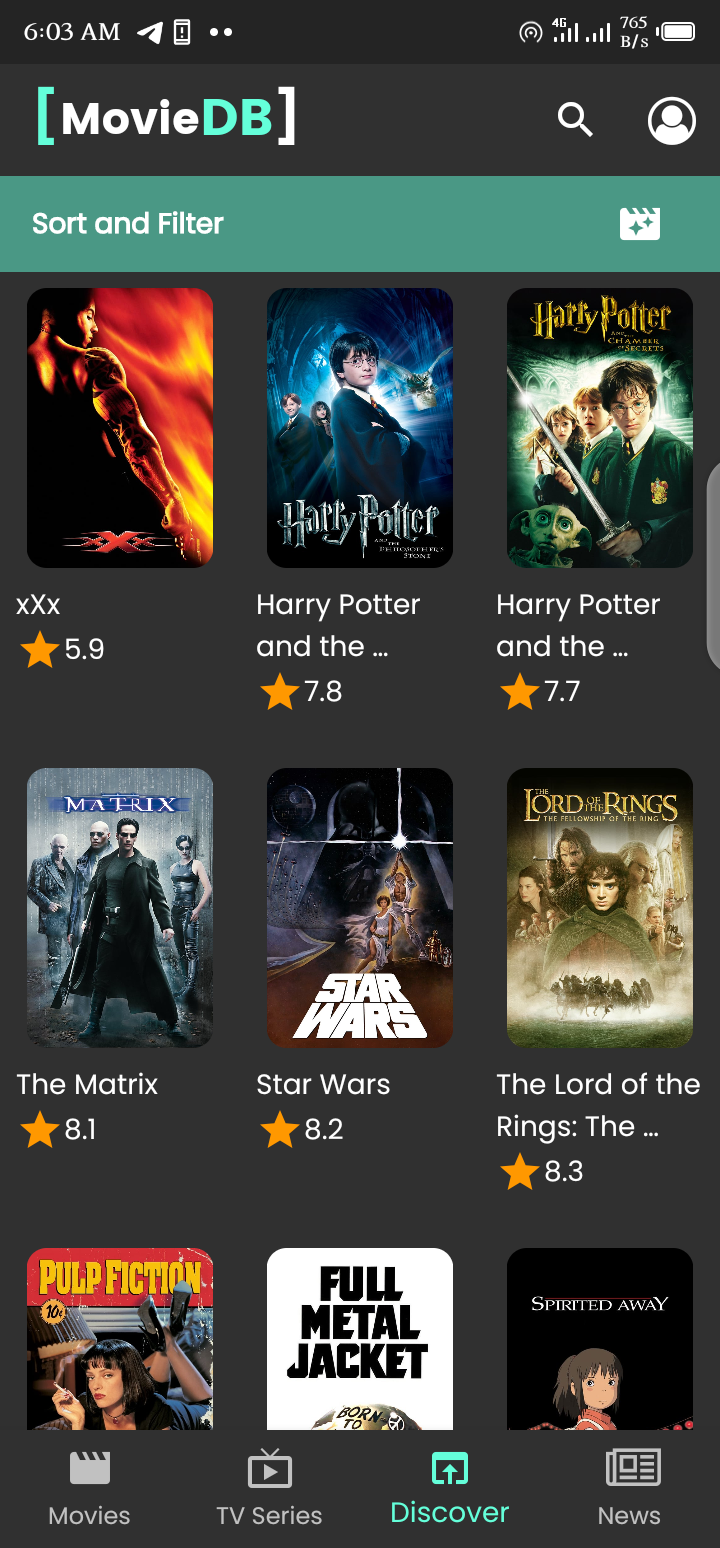 6:03 AM
4G
765
B/s
[MovieDB]
Sort and Filter
xXx
Harry Potter
AND THE
PHILOSOPHER'S
STONE
Harry Potter
AND THE
CHAMBER
OF SECRETS
xXx
5.9
Harry Potter
and the ...
7.8
Harry Potter
and the ...
7.7
MATRIX
STAR
WARS
THE
LORD OF THE RINGS
THE FELLOWSHIP OF THE RING
The Matrix
8.1
Star Wars
8.2
The Lord of the
Rings: The ...
8.3
PULP FICTION
10¢
FULL
METAL
JACKET
BORN
TO
SPIRITED AWAY
Movies
TV Series
Discover
News